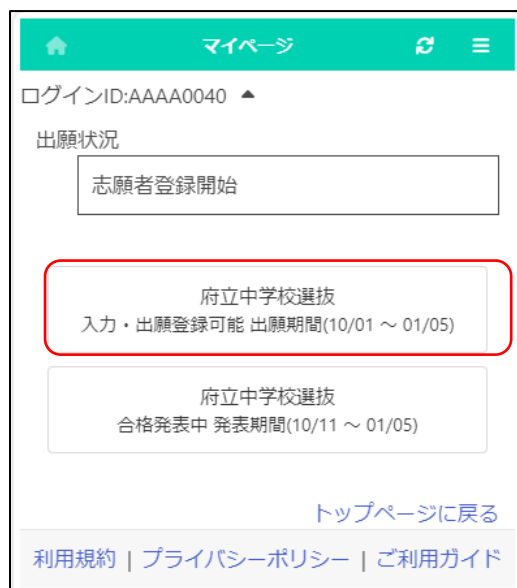 マイページ
ログインID:AAAA0040 ▲
出願状況
志願者登録開始
府立中学校選抜
入力・出願登録可能 出願期間(10/01 ～ 01/05)
府立中学校選抜
合格発表中 発表期間(10/11 ～ 01/05)
トップページに戻る
利用規約 | プライバシーポリシー | ご利用ガイド